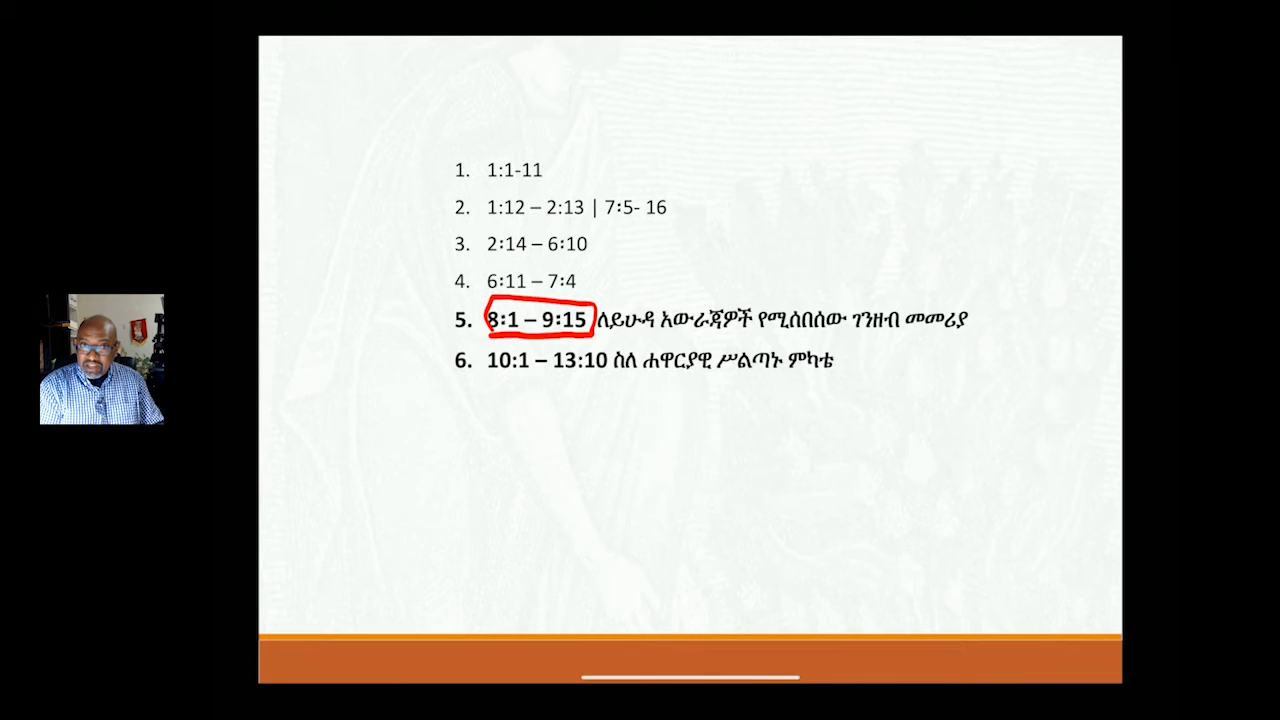 1. 1:1-11
2. 1:12 – 2:13 | 7፡5- 16
3. 2፡14 – 6፡10
4. 6፡11 – 7፡4
5. 8፡1 – 9፡15 ለይሁዳ አውራጃዎች የሚሰበሰው ገንዘብ መመሪያ
6. 10:1 – 13:10 ስለ ሐዋርያዊ ሥልጣኑ ምካቴ